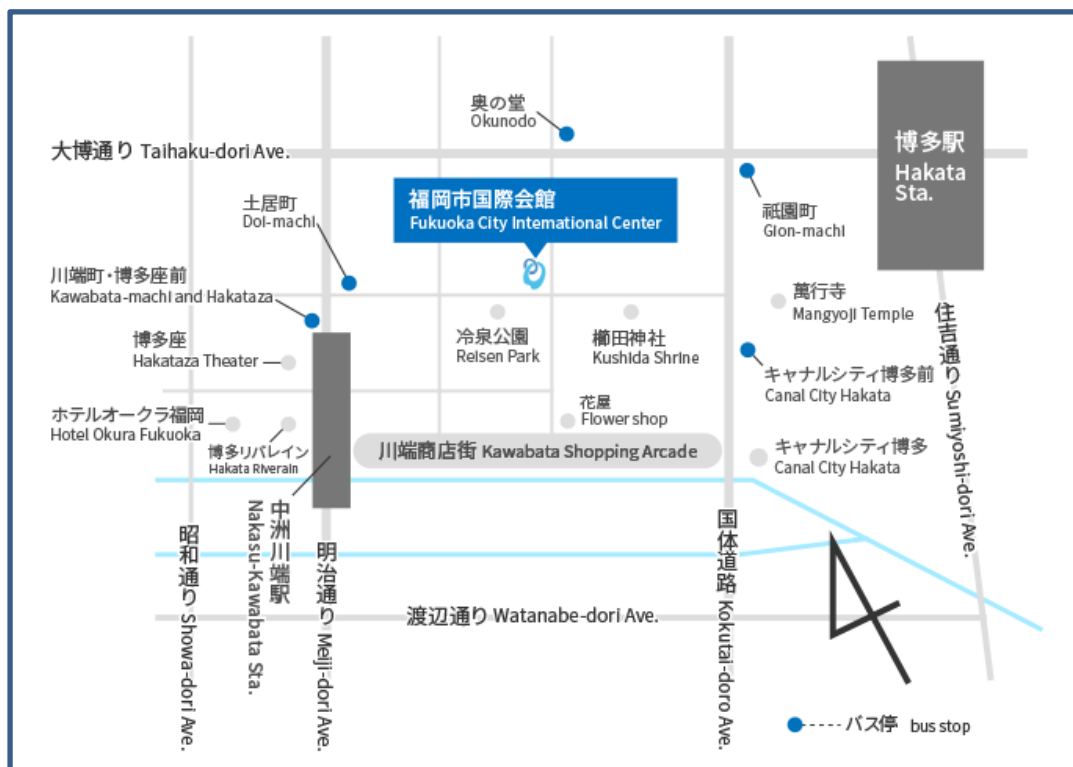 奥の堂
Okunodo
大博通り Taihaku-dori Ave.
博多駅
Hakata
Sta.
福岡市国際会館
Fukuoka City International Center
土居町
Doi-machi
祇園町
Gion-machi
川端町・博多座前
Kawabata-machi and Hakataza
萬行寺
Mangyoji Temple
博多座
Hakataza Theater
冷泉公園
Reisen Park
櫛田神社
Kushida Shrine
キャナルシティ博多前
Canal City Hakata
住吉通り Sumiyoshi-dori Ave.
ホテルオークラ福岡
Hotel Okura Fukuoka
博多リバレイン
Hakata Riverain
花屋
Flower shop
川端商店街 Kawabata Shopping Arcade
キャナルシティ博多
Canal City Hakata
中洲川端駅
Nakasu-Kawabata Sta.
昭和通り Showa-dori Ave.
明治通り Meiji-dori Ave.
国体道路 Kokutai-doro Ave.
渡辺通り Watanabe-dori Ave.
バス停 bus stop